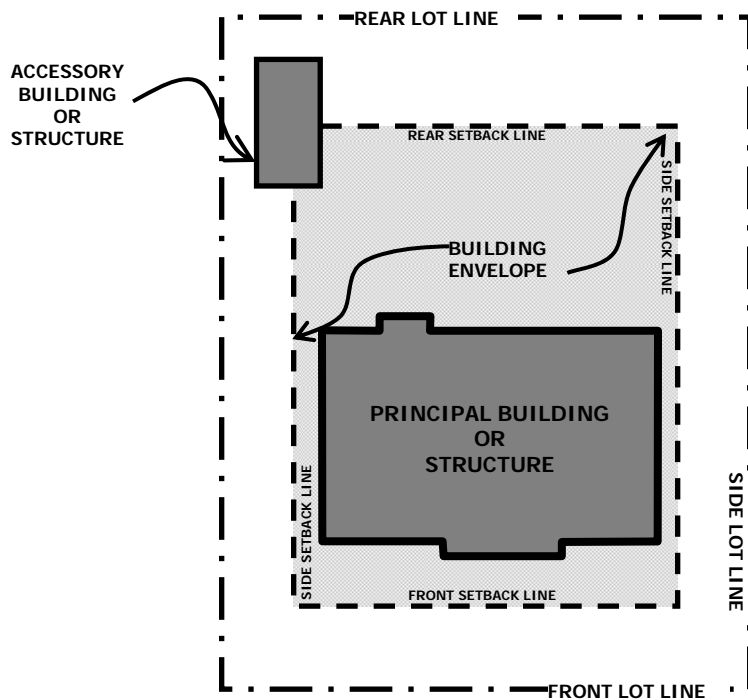 REAR LOT LINE
ACCESSORY
BUILDING
OR
STRUCTURE
REAR SETBACK LINE
SIDE SETBACK LINE
BUILDING
ENVELOPE
PRINCIPAL BUILDING
OR
STRUCTURE
SIDE SETBACK LINE
SIDE LOT LINE
FRONT SETBACK LINE
FRONT LOT LINE